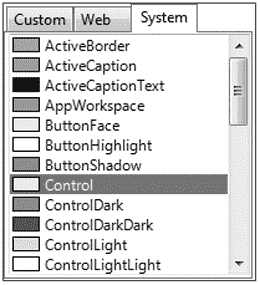 Custom Web System
ActiveBorder
ActiveCaption
ActiveCaptionText
AppWorkspace
ButtonFace
ButtonHighlight
ButtonShadow
Control
ControlDark
ControlDarkDark
ControlLight
ControlLightLight